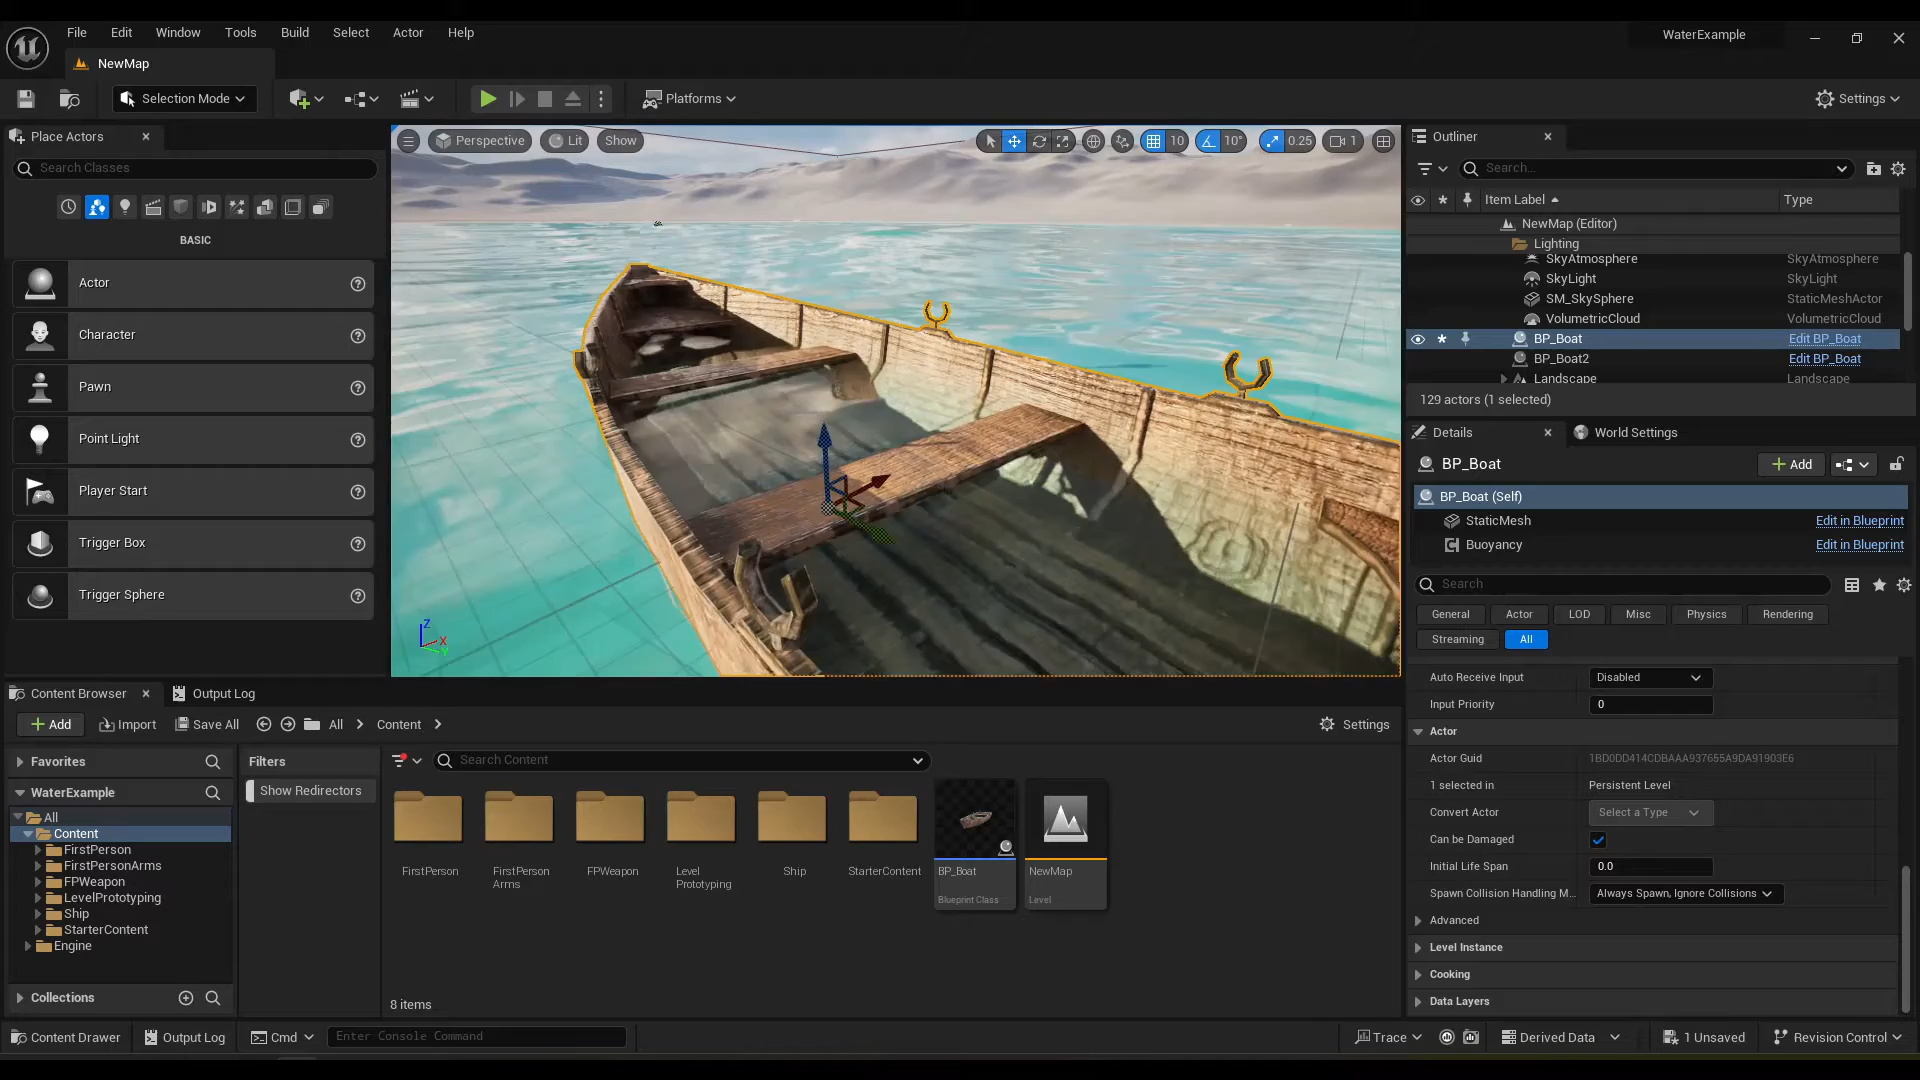 File Edit Window Tools Build Select Actor Help
WaterExample
NewMap
Selection Mode
Platforms
Settings
Place Actors
Search Classes
BASIC
Actor
Character
Pawn
Point Light
Player Start
Trigger Box
Trigger Sphere
Perspective Lit Show
10 10° 0.25 1
Z
X
Y
Outliner
Search...
Item Label Type
NewMap (Editor)
Lighting
SkyAtmosphere SkyAtmosphere
SkyLight SkyLight
SM_SkySphere StaticMeshActor
VolumetricCloud VolumetricCloud
BP_Boat Edit BP_Boat
BP_Boat2 Edit BP_Boat
Landscape Landscape
129 actors (1 selected)
Details World Settings
BP_Boat Add
BP_Boat (Self)
StaticMesh Edit in Blueprint
Buoyancy Edit in Blueprint
Search
General Actor LOD Misc Physics Rendering
Streaming All
Auto Receive Input Disabled
Input Priority 0
Actor
Actor Guid 1BD0DD414CDBAAA937655A9DA91903E6
1 selected in Persistent Level
Convert Actor Select a Type
Can be Damaged
Initial Life Span 0.0
Spawn Collision Handling M... Always Spawn, Ignore Collisions
Advanced
Level Instance
Cooking
Data Layers
Content Browser Output Log
Add Import Save All All Content Settings
Favorites
WaterExample
All
Content
FirstPerson
FirstPersonArms
FPWeapon
LevelPrototyping
Ship
StarterContent
Engine
Collections
Filters
Show Redirectors
Search Content
FirstPerson
FirstPerson
Arms
FPWeapon
Level
Prototyping
Ship
StarterContent
BP_Boat
Blueprint Class
NewMap
Level
8 items
Content Drawer Output Log Cmd Enter Console Command Trace Derived Data 1 Unsaved Revision Control